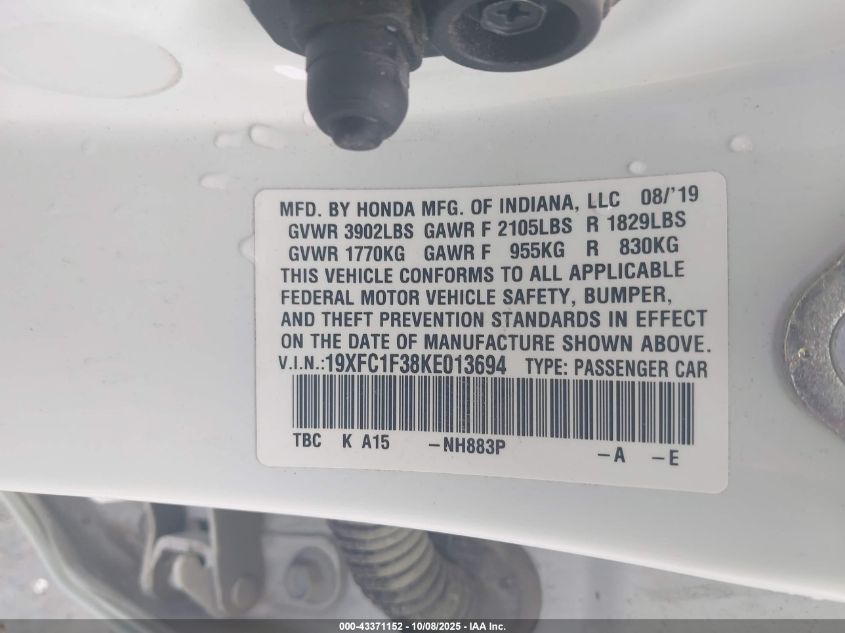 MFD. BY HONDA MFG. OF INDIANA, LLC 08/'19
GVWR 3902LBS GAWR F 2105LBS R 1829LBS
GVWR 1770KG GAWR F 955KG R 830KG
THIS VEHICLE CONFORMS TO ALL APPLICABLE
FEDERAL MOTOR VEHICLE SAFETY, BUMPER,
AND THEFT PREVENTION STANDARDS IN EFFECT
ON THE DATE OF MANUFACTURE SHOWN ABOVE.
V.I.N.:19XFC1F38KE013694 TYPE: PASSENGER CAR
TBC K A15 -NH883P -A -E
000-43371152 - 10/08/2025 - IAA Inc.